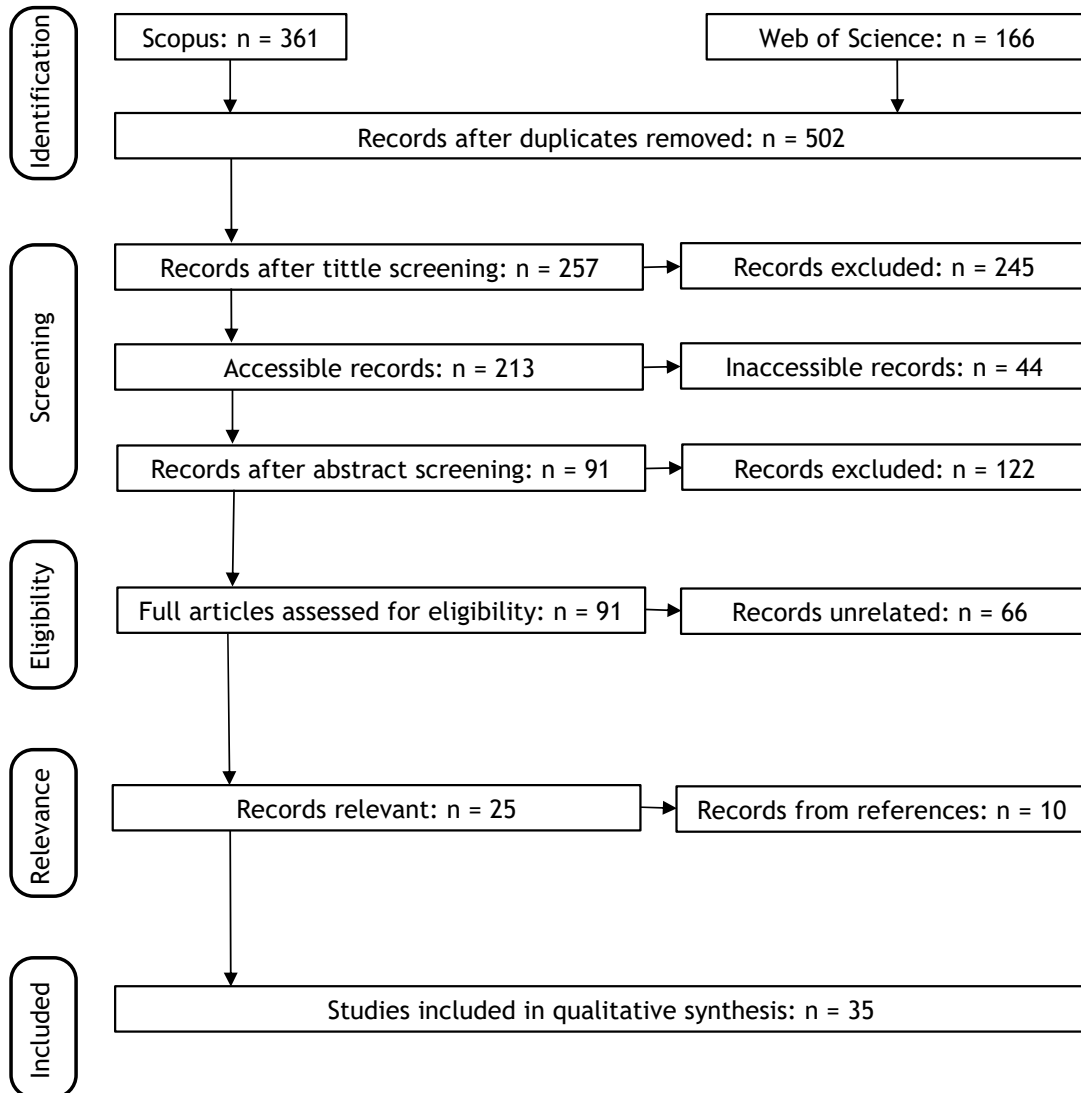 Identification
Scopus: n = 361
Web of Science: n = 166
Records after duplicates removed: n = 502
Screening
Records after tittle screening: n = 257
Records excluded: n = 245
Accessible records: n = 213
Inaccessible records: n = 44
Records after abstract screening: n = 91
Records excluded: n = 122
Eligibility
Full articles assessed for eligibility: n = 91
Records unrelated: n = 66
Relevance
Records relevant: n = 25
Records from references: n = 10
Included
Studies included in qualitative synthesis: n = 35